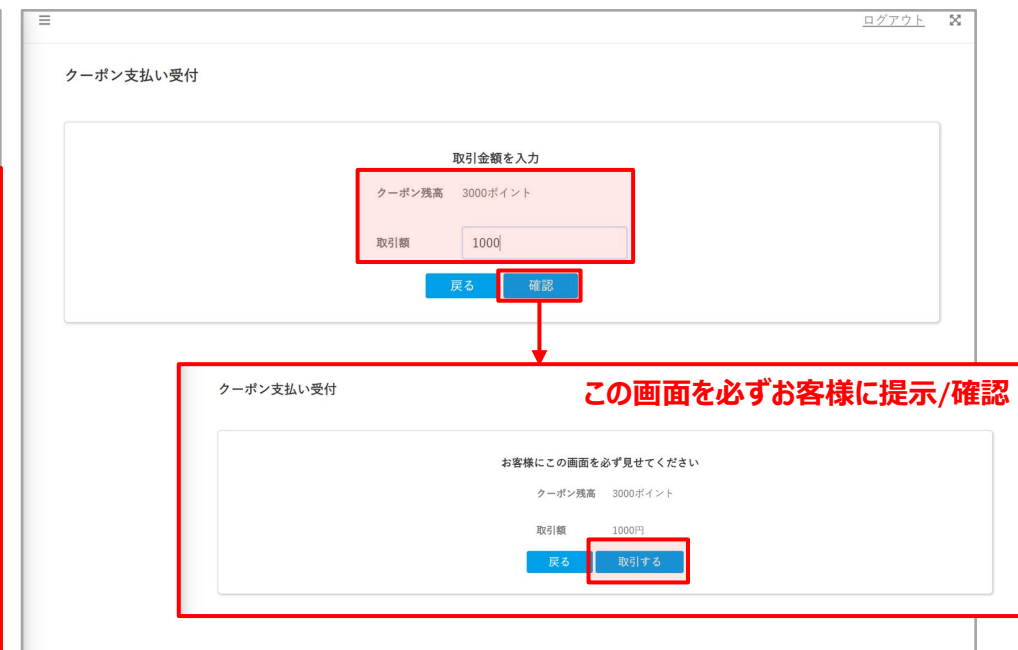 ログアウト
クーポン支払い受付
取引金額を入力
クーポン残高 3000ポイント
取引額 1000
戻る 確認
クーポン支払い受付
この画面を必ずお客様に提示/確認
お客様にこの画面を必ず見せてください
クーポン残高 3000ポイント
取引額 1000円
戻る 取引する